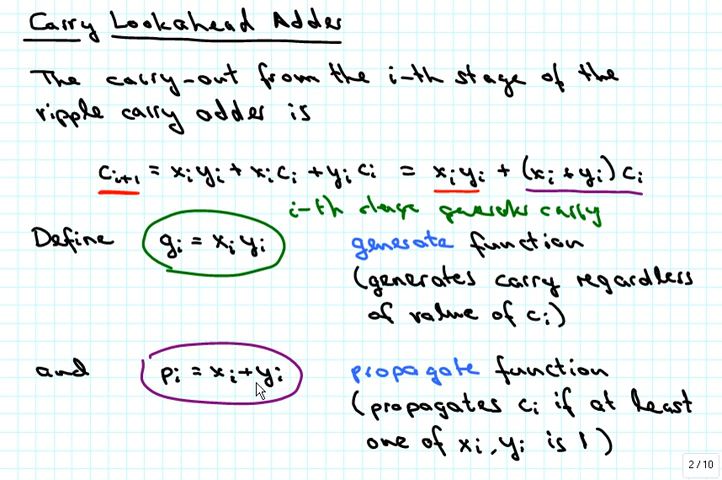 Carry Lookahead Adder
The carry-out from the i-th stage of the
ripple carry adder is
cᵢ₊₁ = xᵢyᵢ + xᵢcᵢ + yᵢcᵢ = xᵢyᵢ + (xᵢ + yᵢ)cᵢ
i-th stage generates carry
Define gᵢ = xᵢyᵢ generate function
(generates carry regardless
of value of cᵢ)
and pᵢ = xᵢ + yᵢ propagate function
(propagates cᵢ if at least
one of xᵢ, yᵢ is 1)
2 / 10